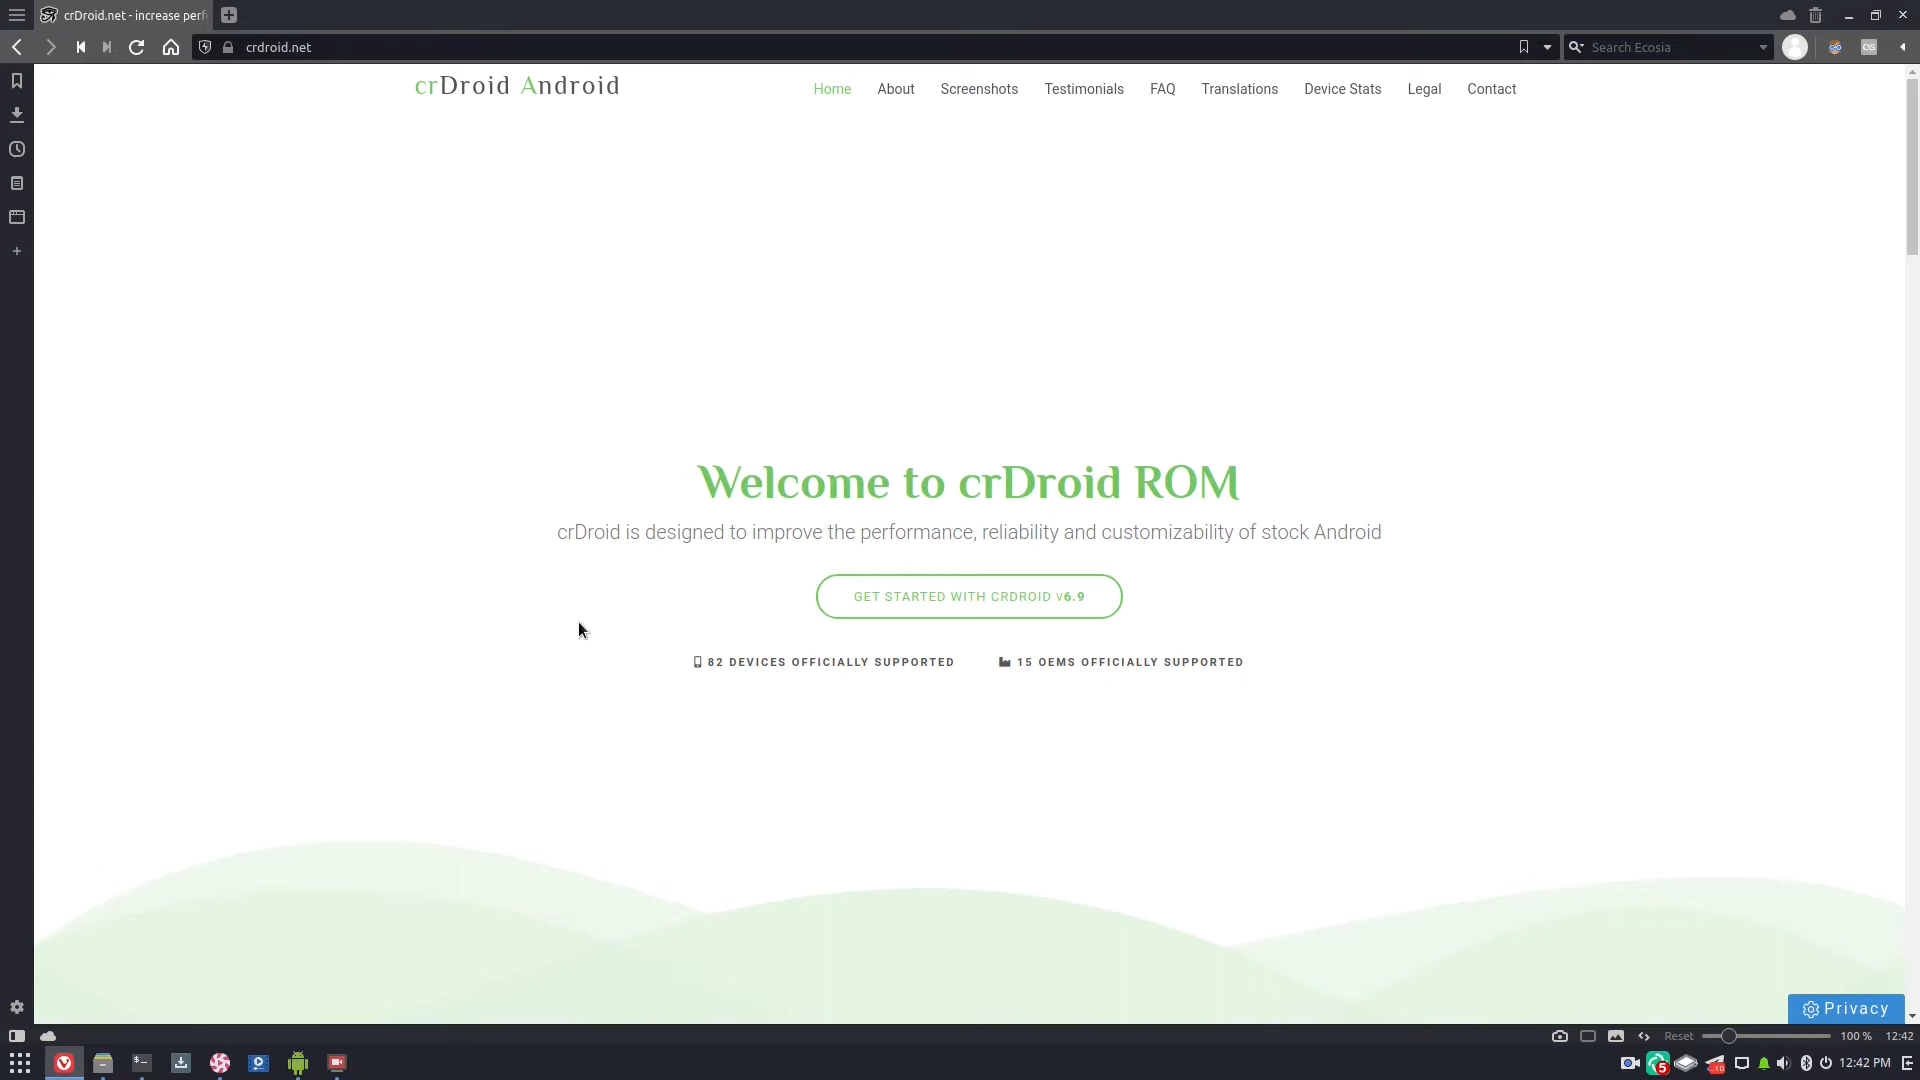 crDroid.net - increase perf
crdroid.net
Search Ecosia
crDroid Android
Home
About
Screenshots
Testimonials
FAQ
Translations
Device Stats
Legal
Contact
Welcome to crDroid ROM
crDroid is designed to improve the performance, reliability and customizability of stock Android
GET STARTED WITH CRDROID V6.9
82 DEVICES OFFICIALLY SUPPORTED
15 OEMS OFFICIALLY SUPPORTED
Privacy
Reset
100 %
12:42
5
12:42 PM